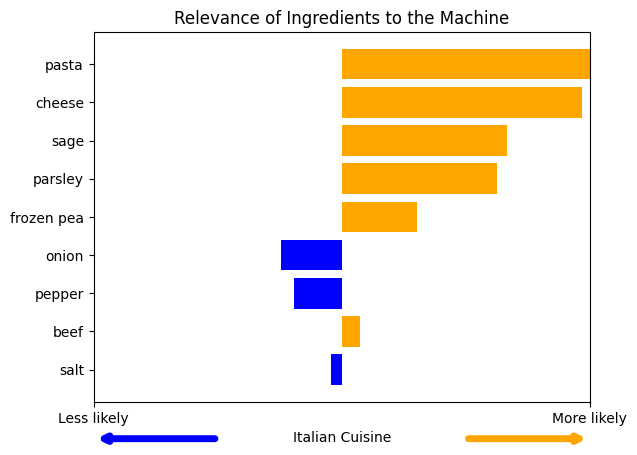 Relevance of Ingredients to the Machine
pasta
cheese
sage
parsley
frozen pea
onion
pepper
beef
salt
Less likely
More likely
Italian Cuisine